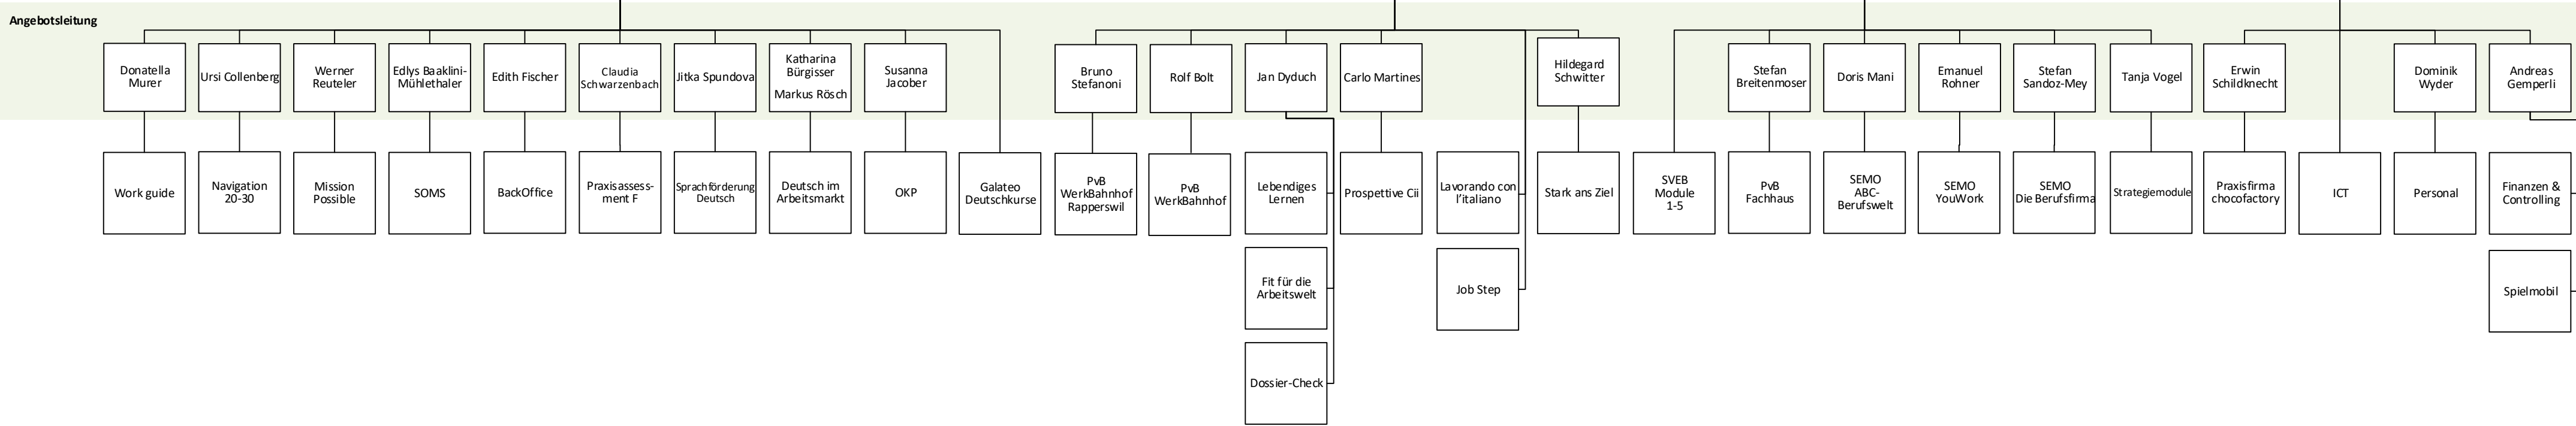 Angebotsleitung
Donatella
Murer
Ursi Collenberg
Werner
Reuteler
Edlys Baaklini-
Mühlethaler
Edith Fischer
Claudia
Schwarzenbach
Jitka Spundova
Katharina
Bürgisser
Markus Rösch
Susanna
Jacober
Bruno
Stefanoni
Rolf Bolt
Jan Dyduch
Carlo Martines
Hildegard
Schwitter
Stefan
Breitenmoser
Doris Mani
Emanuel
Rohner
Stefan
Sandoz-Mey
Tanja Vogel
Erwin
Schildknecht
Dominik
Wyder
Andreas
Gemperli
Work guide
Navigation
20-30
Mission
Possible
SOMS
BackOffice
Praxisassess-
ment F
Sprachförderung
Deutsch
Deutsch im
Arbeitsmarkt
OKP
Galateo
Deutschkurse
PvB
WerkBahnhof
Rapperswil
PvB
WerkBahnhof
Lebendiges
Lernen
Prospettive Cii
Lavorando con
l'italiano
Stark ans Ziel
SVEB
Module
1-5
PvB
Fachhaus
SEMO
ABC-
Berufswelt
SEMO
YouWork
SEMO
Die Berufsfirma
Strategiemodule
Praxisfirma
chocofactory
ICT
Personal
Finanzen &
Controlling
Fit für die
Arbeitswelt
Job Step
Spielmobil
Dossier-Check